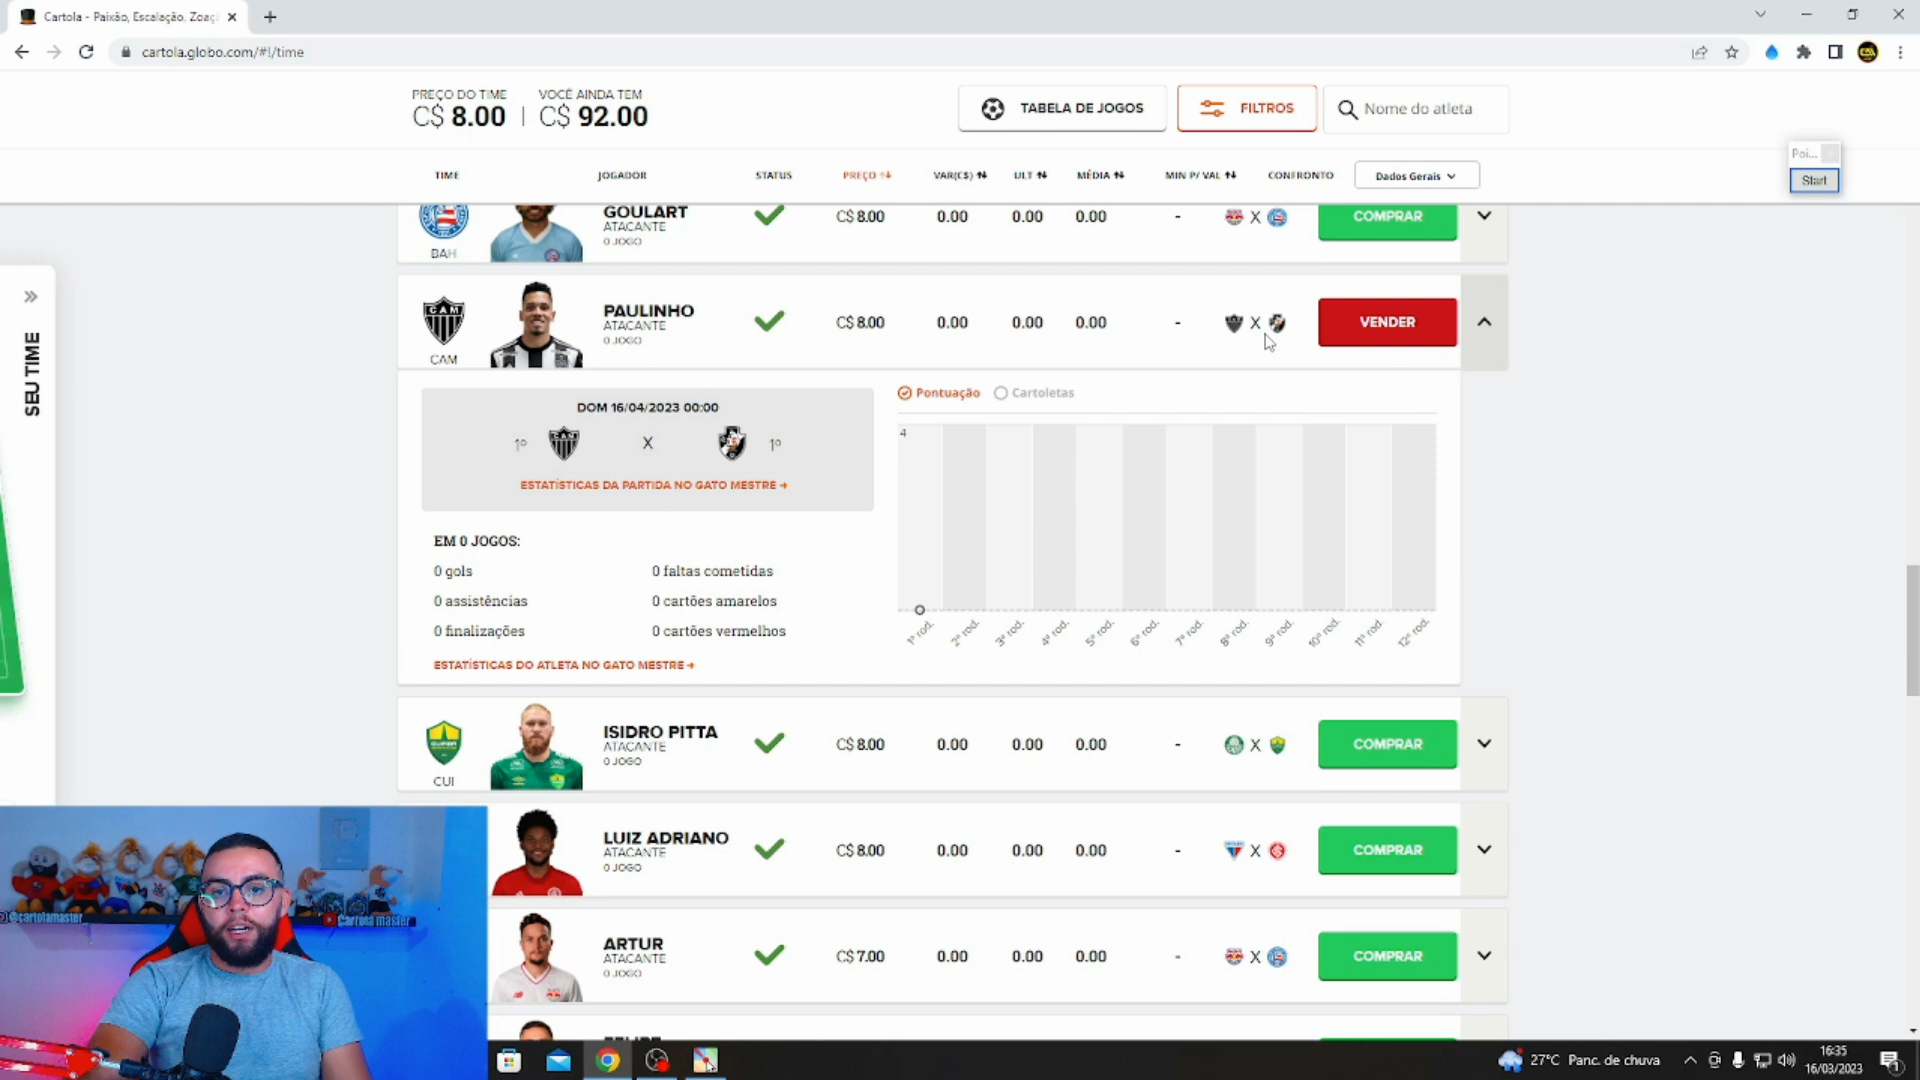 Cartola - Paixão, Escalação, Zoaç
cartola.globo.com/#!/time
PREÇO DO TIME
C$ 8.00
VOCÊ AINDA TEM
C$ 92.00
TABELA DE JOGOS
FILTROS
Nome do atleta
Poi...
Start
TIME JOGADOR STATUS PREÇO VAR(C$) ULT MÉDIA MIN P/ VAL CONFRONTO Dados Gerais
BAH
GOULART
ATACANTE
0 JOGO
C$ 8.00 0.00 0.00 0.00 - X COMPRAR
CAM
CAM
PAULINHO
ATACANTE
0 JOGO
C$ 8.00 0.00 0.00 0.00 - X VENDER
SEU TIME
DOM 16/04/2023 00:00
1º CAM X 1º
ESTATÍSTICAS DA PARTIDA NO GATO MESTRE
EM 0 JOGOS:
0 gols
0 faltas cometidas
0 assistências
0 cartões amarelos
0 finalizações
0 cartões vermelhos
ESTATÍSTICAS DO ATLETA NO GATO MESTRE
Pontuação Cartoletas
4
1ª rod. 2ª rod. 3ª rod. 4ª rod. 5ª rod. 6ª rod. 7ª rod. 8ª rod. 9ª rod. 10ª rod. 11ª rod. 12ª rod.
CUI
ISIDRO PITTA
ATACANTE
0 JOGO
C$ 8.00 0.00 0.00 0.00 - X COMPRAR
LUIZ ADRIANO
ATACANTE
0 JOGO
C$ 8.00 0.00 0.00 0.00 - X COMPRAR
ARTUR
ATACANTE
0 JOGO
C$ 7.00 0.00 0.00 0.00 - X COMPRAR
@cartolamaster
Cartola master
27°C Panc. de chuva
16:35
16/03/2023
1